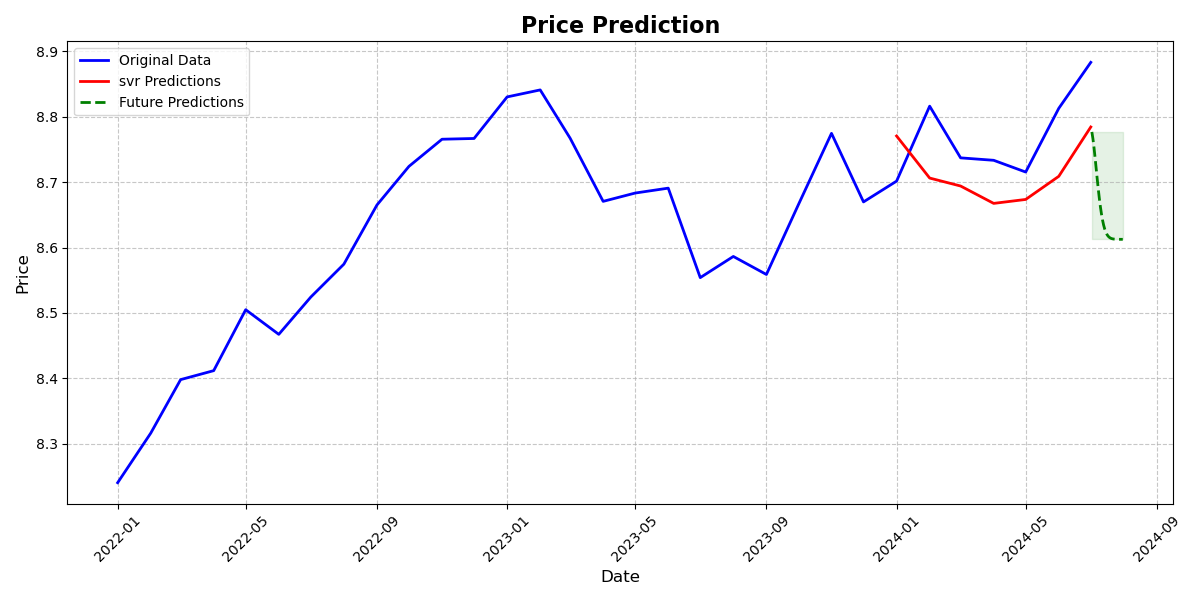 Price Prediction
Original Data
svr Predictions
Future Predictions
Price
8.9
8.8
8.7
8.6
8.5
8.4
8.3
2022-01
2022-05
2022-09
2023-01
2023-05
2023-09
2024-01
2024-05
2024-09
Date